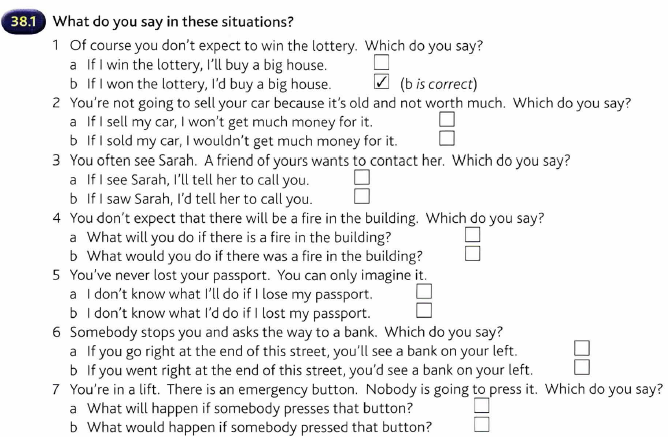 38.1 What do you say in these situations?
1 Of course you don't expect to win the lottery. Which do you say?
a If I win the lottery, I'll buy a big house.
b If I won the lottery, I'd buy a big house. ✓ (b is correct)
2 You're not going to sell your car because it's old and not worth much. Which do you say?
a If I sell my car, I won't get much money for it.
b If I sold my car, I wouldn't get much money for it.
3 You often see Sarah. A friend of yours wants to contact her. Which do you say?
a If I see Sarah, I'll tell her to call you.
b If I saw Sarah, I'd tell her to call you.
4 You don't expect that there will be a fire in the building. Which do you say?
a What will you do if there is a fire in the building?
b What would you do if there was a fire in the building?
5 You've never lost your passport. You can only imagine it.
a I don't know what I'll do if I lose my passport.
b I don't know what I'd do if I lost my passport.
6 Somebody stops you and asks the way to a bank. Which do you say?
a If you go right at the end of this street, you'll see a bank on your left.
b If you went right at the end of this street, you'd see a bank on your left.
7 You're in a lift. There is an emergency button. Nobody is going to press it. Which do you say?
a What will happen if somebody presses that button?
b What would happen if somebody pressed that button?